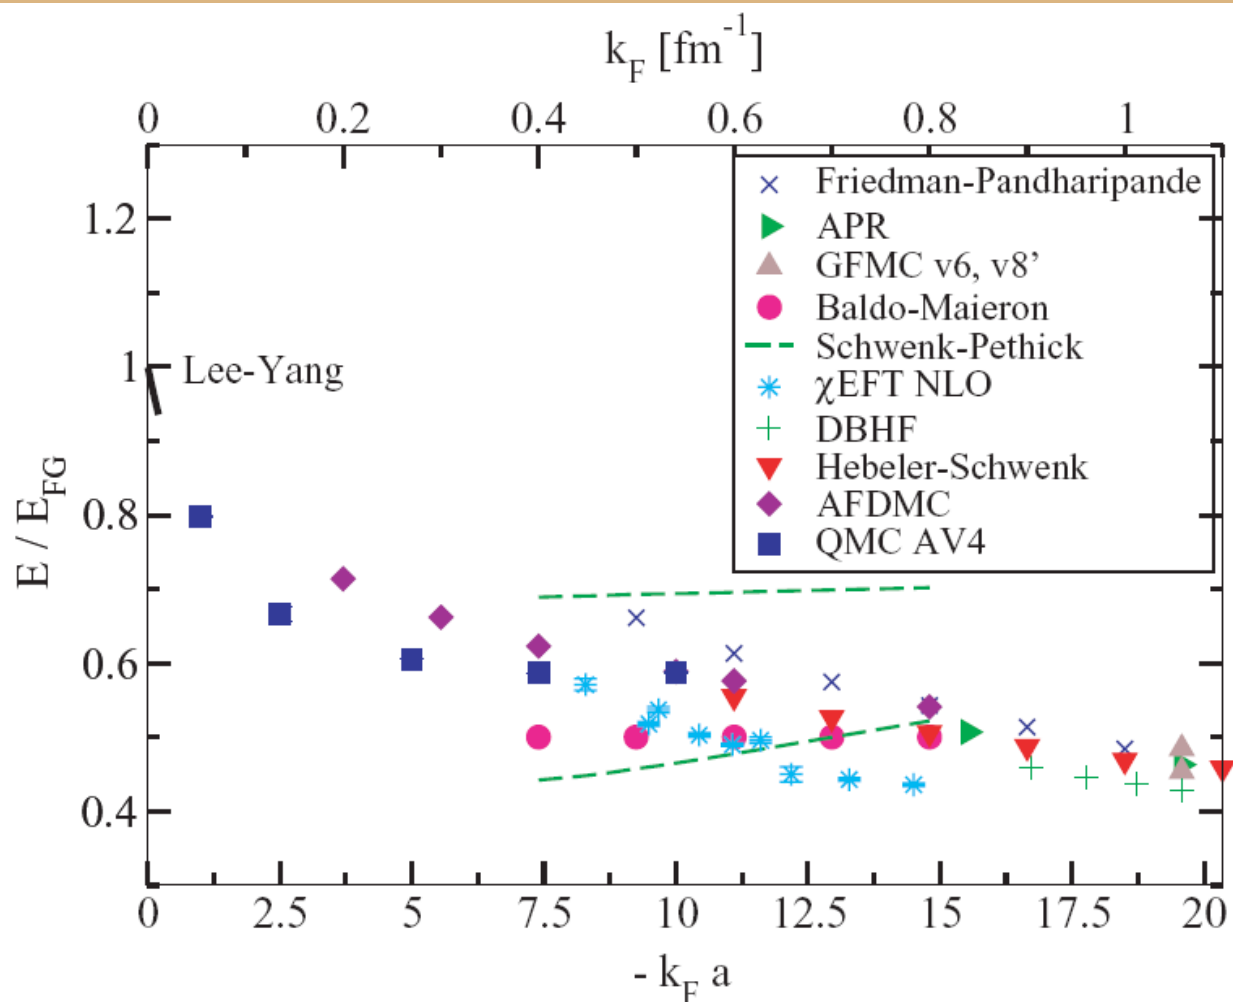 k_F [fm^-1]
0 0.2 0.4 0.6 0.8 1
1.2
1
0.8
0.6
0.4
E / E_FG
Lee-Yang
Friedman-Pandharipande
APR
GFMC v6, v8’
Baldo-Maieron
Schwenk-Pethick
χEFT NLO
DBHF
Hebeler-Schwenk
AFDMC
QMC AV4
0 2.5 5 7.5 10 12.5 15 17.5 20
- k_F a